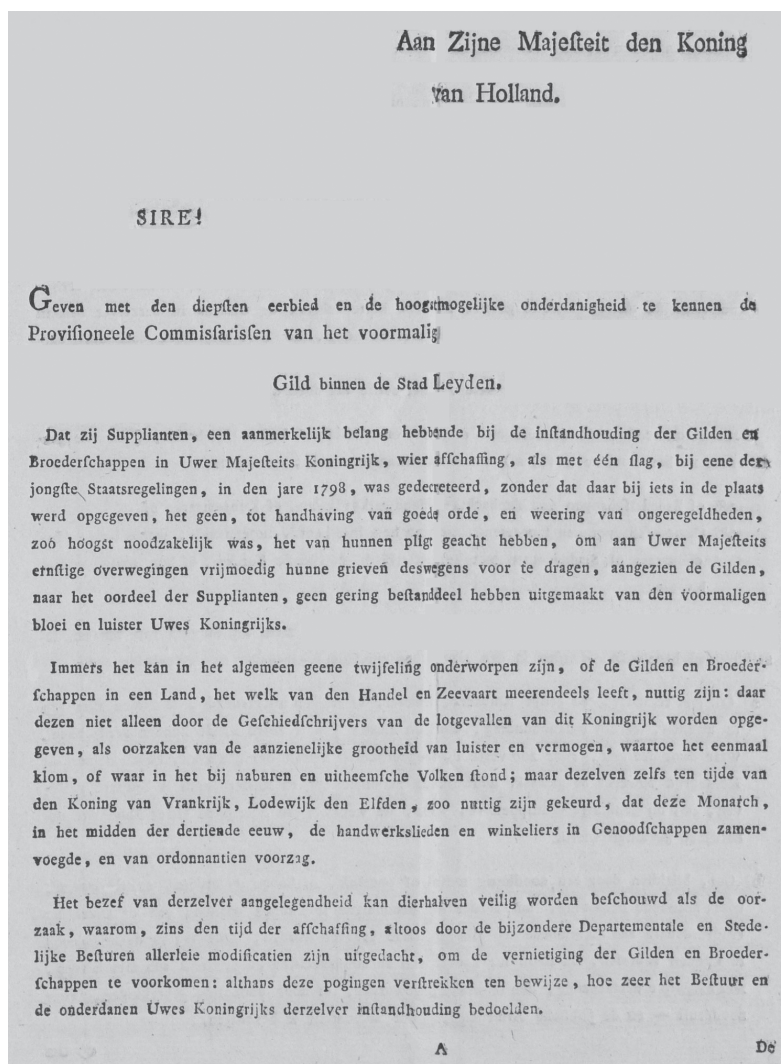 Aan Zijne Majeſteit den Koning
van Holland.
SIRE!
Geven met den diepſten eerbied en de hoogstmogelijke onderdanigheid te kennen de
Proviſioneele Commiſſariſſen van het voormalig
Gild binnen de Stad Leyden.
Dat zij Supplianten, een aanmerkelijk belang hebbende bij de inſtandhouding der Gilden en
Broederſchappen in Uwer Majeſteits Koningrijk, wier affchaffing, als met één ſlag, bij eene der
jongſte Staatsregelingen, in den jare 1798, was gedecreteerd, zonder dat daar bij iets in de plaats
werd opgegeven, het geen, tot handhaving van goede orde, en weering van ongeregeldheden,
zoo hoogst noodzakelijk was, het van hunnen pligt geacht hebben, om aan Uwer Majeſteits
ernſtige overwegingen vrijmoedig hunne grieven deswegens voor te dragen, aangezien de Gilden,
naar het oordeel der Supplianten, geen gering beſtanddeel hebben uitgemaakt van den voormaligen
bloei en luister Uwes Koningrijks.
Immers het kan in het algemeen geene twijfeling onderworpen zijn, of de Gilden en Broeder-
ſchappen in een Land, het welk van den Handel en Zeevaart meerendeels leeft, nuttig zijn: daar
dezen niet alleen door de Geſchiedſchrijvers van de lotgevallen van dit Koningrijk worden opge-
geven, als oorzaken van de aanzienelijke grootheid van luister en vermogen, waartoe het eenmaal
klom, of waar in het bij naburen en uitheemſche Volken ſtond; maar dezelven zelfs ten tijde van
den Koning van Vrankrijk, Lodewijk den Elfden, zoo nuttig zijn gekeurd, dat deze Monarch,
in het midden der dertiende eeuw, de handwerkslieden en winkeliers in Genoodſchappen zamen-
voegde, en van ordonnantien voorzag.
Het bezef van derzelver aangelegendheid kan dierhalven veilig worden beſchouwd als de oor-
zaak, waarom, zins den tijd der affchaffing, altoos door de bijzondere Departementale en Stede-
lijke Beſturen allerleie modificatien zijn uitgedacht, om de vernietiging der Gilden en Broeder-
ſchappen te voorkomen: althans deze pogingen verſtrekken ten bewijze, hoe zeer het Beſtuur en
de onderdanen Uwes Koningrijks derzelver inſtandhouding bedoelden.
A De